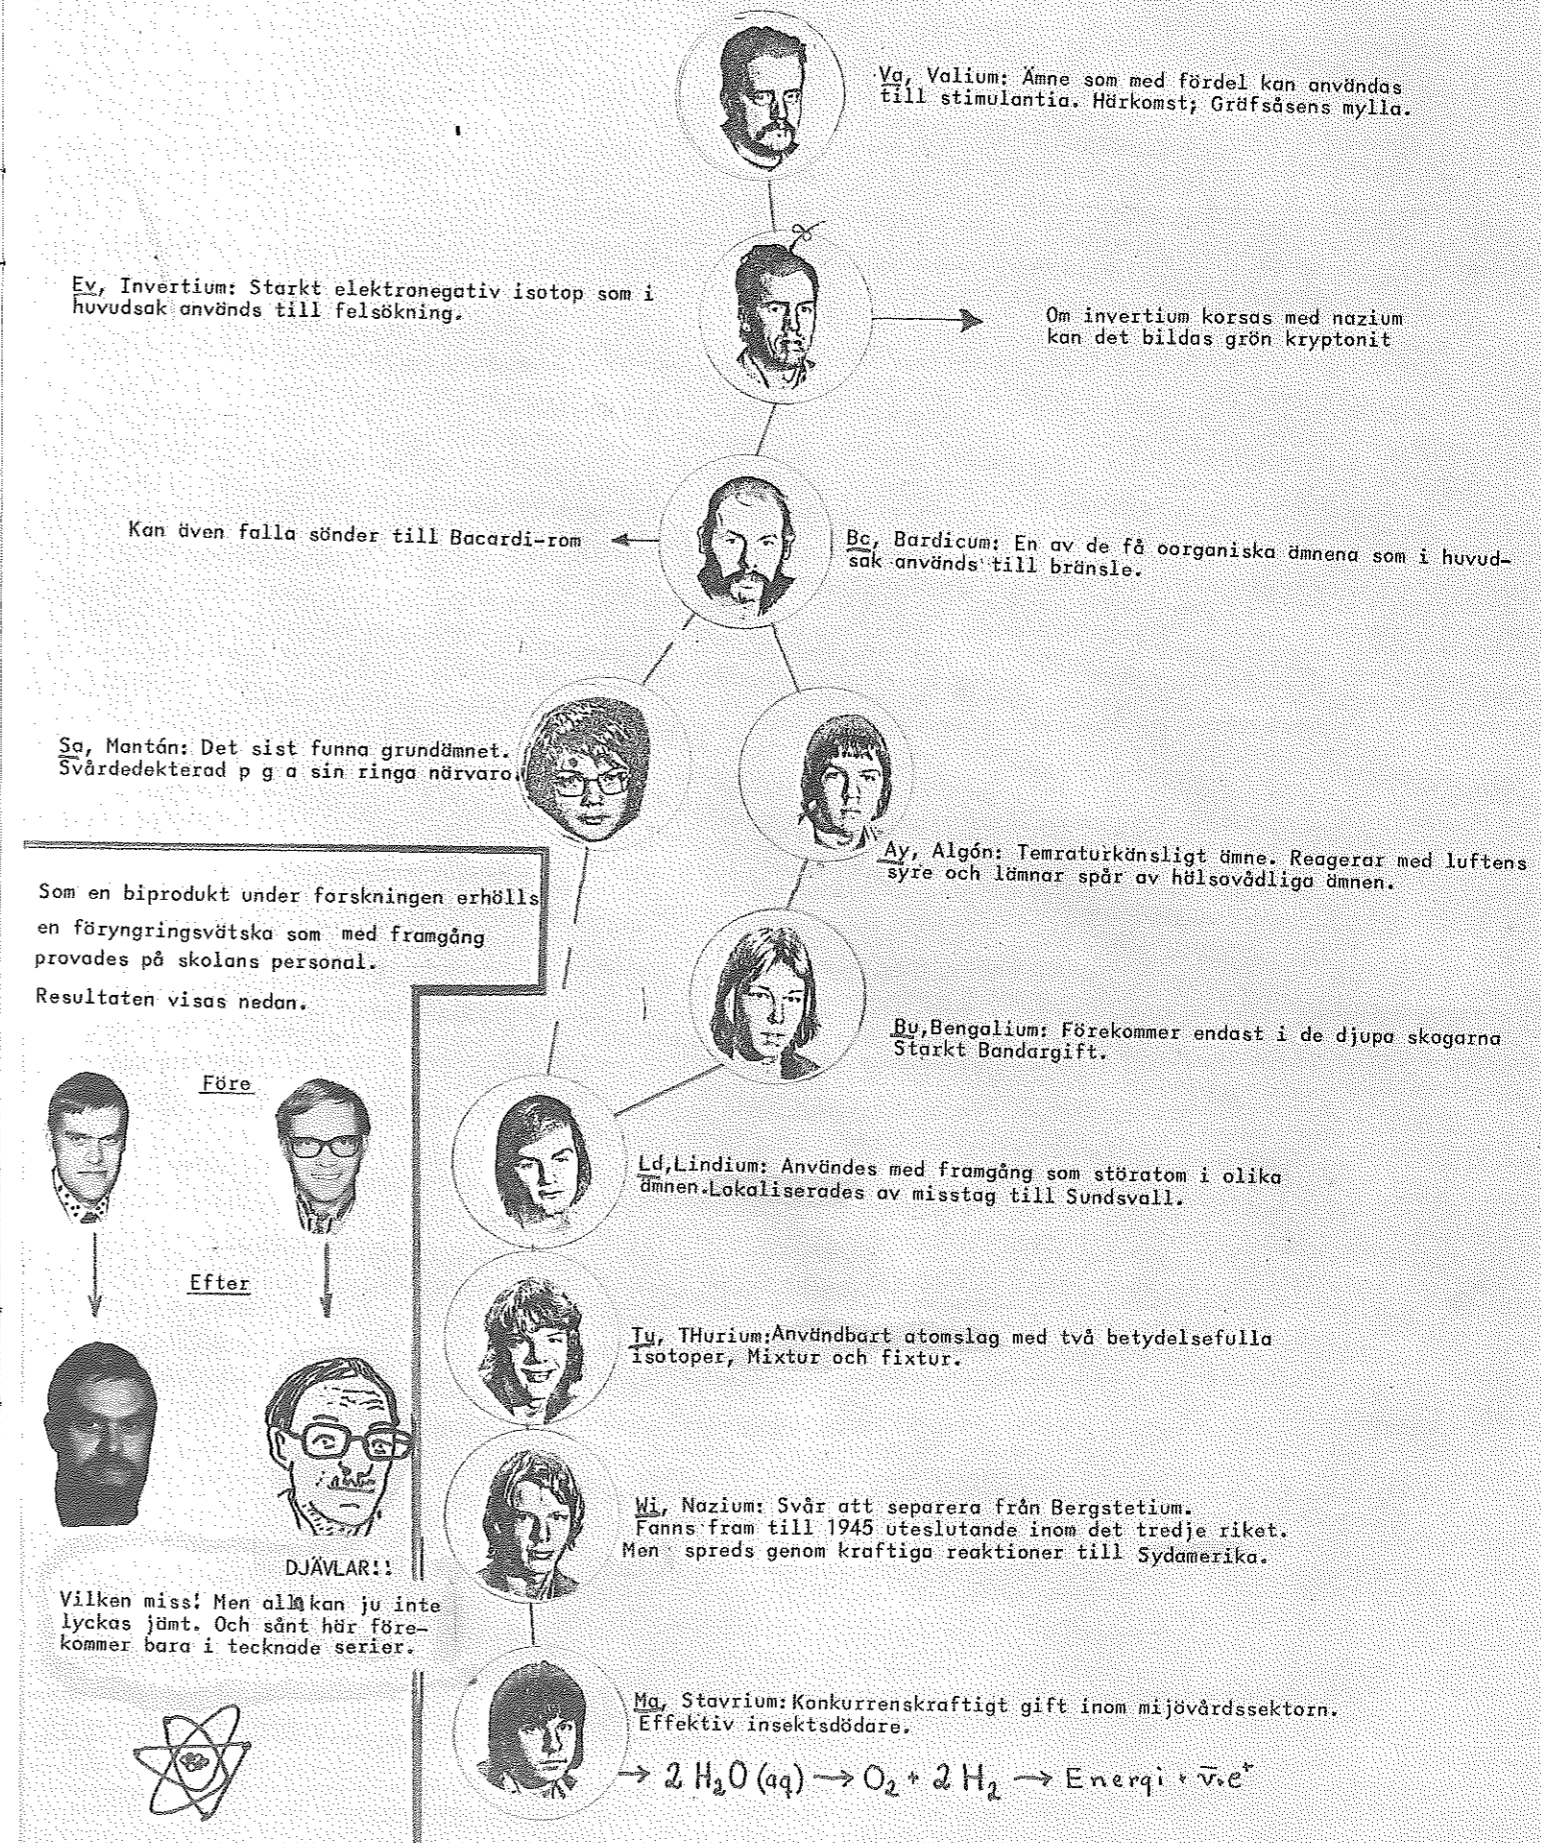 Va, Valium: Ämne som med fördel kan användas
till stimulantia. Härkomst; Gräfsåsens mylla.
Ev, Invertium: Starkt elektronegativ isotop som i
huvudsak används till felsökning.
Om invertium korsas med nazium
kan det bildas grön kryptonit
Kan även falla sönder till Bacardi-rom
Bc, Bardicum: En av de få oorganiska ämnena som i huvud-
sak används till bränsle.
Sa, Mantán: Det sist funna grundämnet.
Svårdedekterad p g a sin ringa närvaro.
Ay, Algón: Temraturkänsligt ämne. Reagerar med luftens
syre och lämnar spår av hälsovådliga ämnen.
Som en biprodukt under forskningen erhölls
en föryngringsvätska som med framgång
provades på skolans personal.
Resultaten visas nedan.
Bu,Bengalium: Förekommer endast i de djupa skogarna
Starkt Bandargift.
Före
Ld,Lindium: Användes med framgång som störatom i olika
ämnen.Lokaliserades av misstag till Sundsvall.
Efter
Tu, THurium:Användbart atomslag med två betydelsefulla
isotoper, Mixtur och fixtur.
Wi, Nazium: Svår att separera från Bergstetium.
Fanns fram till 1945 uteslutande inom det tredje riket.
Men spreds genom kraftiga reaktioner till Sydamerika.
DJÄVLAR!!
Vilken miss! Men alla kan ju inte
lyckas jämt. Och sånt här före-
kommer bara i tecknade serier.
Ma, Stavrium: Konkurrenskraftigt gift inom mijövårdssektorn.
Effektiv insektsdödare.
→ 2 H₂O (aq) → O₂ + 2 H₂ → Energi